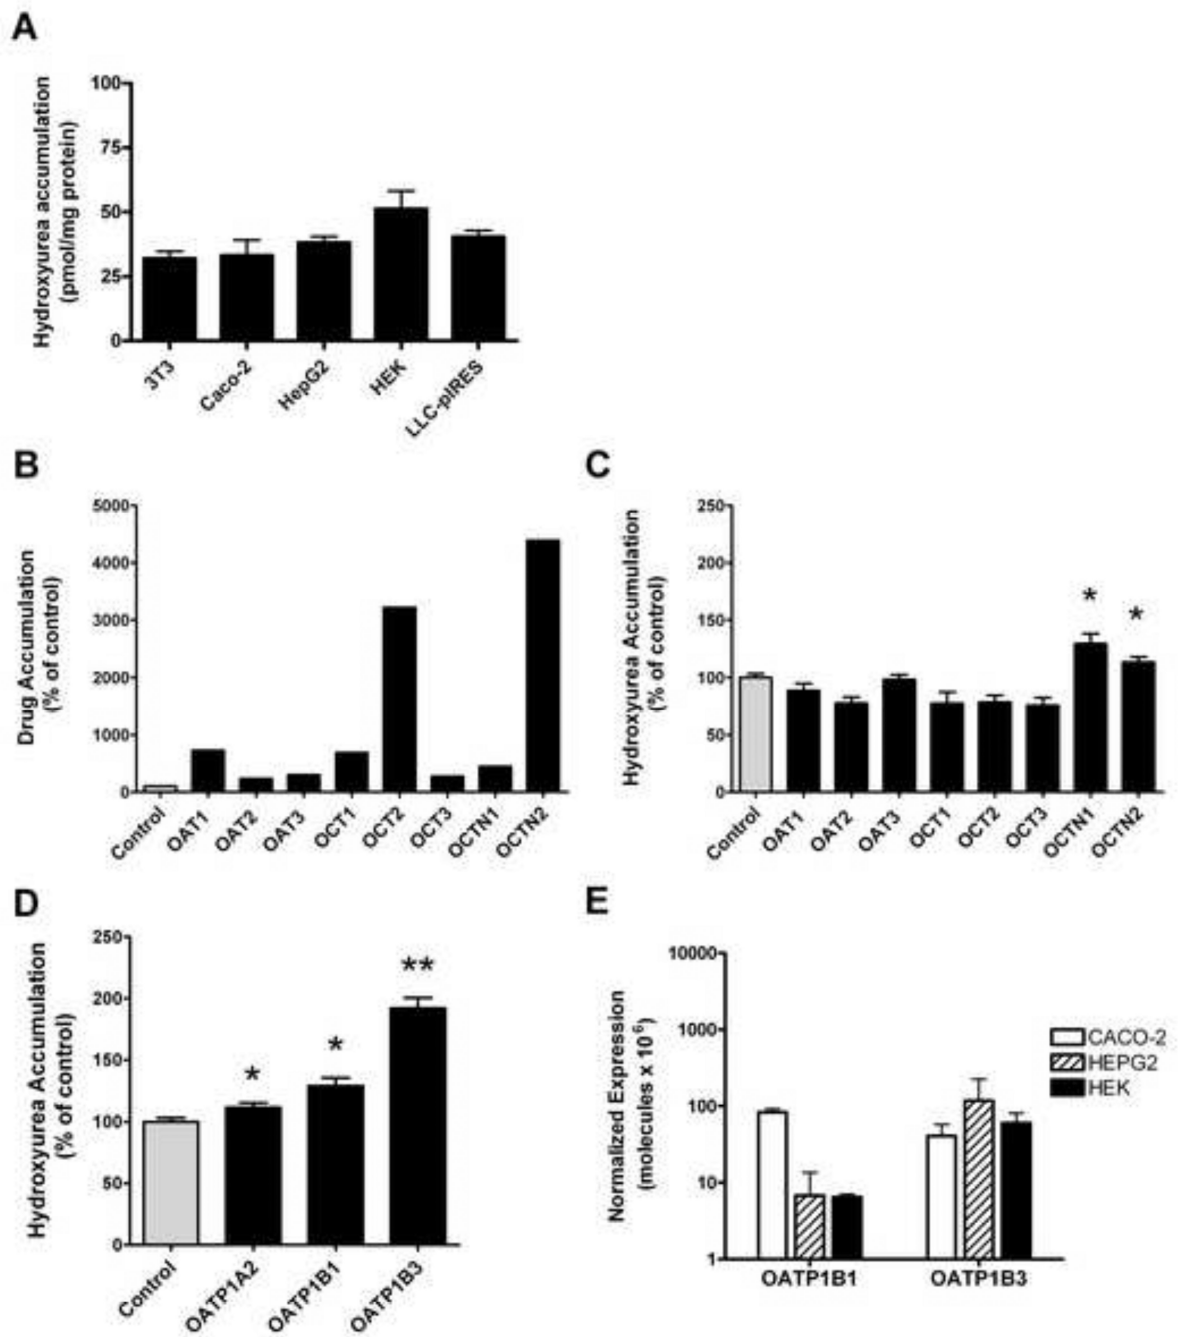 A
Hydroxyurea accumulation
(pmol/mg protein)
100
75
50
25
0
3T3
Caco-2
HepG2
HEK
LLC-pIRES
B
Drug Accumulation
(% of control)
5000
4000
3000
2000
1000
0
Control
OAT1
OAT2
OAT3
OCT1
OCT2
OCT3
OCTN1
OCTN2
C
Hydroxyurea Accumulation
(% of control)
250
200
150
100
50
0
*
*
Control
OAT1
OAT2
OAT3
OCT1
OCT2
OCT3
OCTN1
OCTN2
D
Hydroxyurea Accumulation
(% of control)
250
200
150
100
50
0
*
*
**
Control
OATP1A2
OATP1B1
OATP1B3
E
Normalized Expression
(molecules x 10⁶)
10000
1000
100
10
1
CACO-2
HEPG2
HEK
OATP1B1
OATP1B3